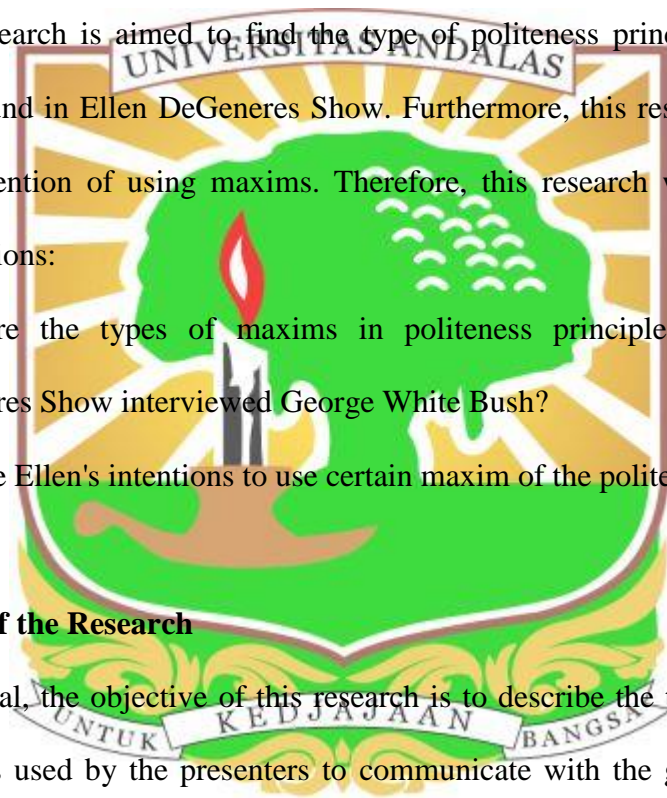 earch is aimed to find the type of politeness princ
UNIVERSITAS ANDALAS
und in Ellen DeGeneres Show. Furthermore, this res
ention of using maxims. Therefore, this research
ions:
re the types of maxims in politeness principle
res Show interviewed George White Bush?
e Ellen's intentions to use certain maxim of the polite
f the Research
al, the objective of this research is to describe the
UNTUK KEDJAJAAN BANGSA
s used by the presenters to communicate with the g